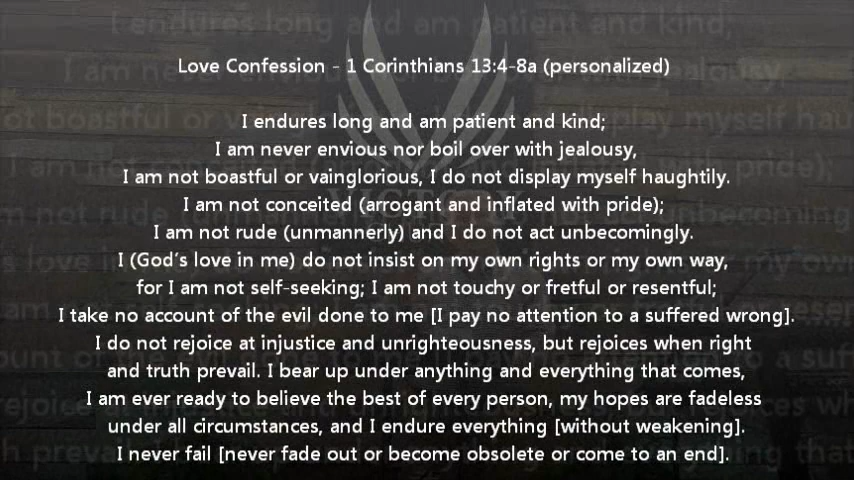 Love Confession - 1 Corinthians 13:4-8a (personalized)
I endures long and am patient and kind;
I am never envious nor boil over with jealousy,
I am not boastful or vainglorious, I do not display myself haughtily.
I am not conceited (arrogant and inflated with pride);
I am not rude (unmannerly) and I do not act unbecomingly.
I (God's love in me) do not insist on my own rights or my own way,
for I am not self-seeking; I am not touchy or fretful or resentful;
I take no account of the evil done to me [I pay no attention to a suffered wrong].
I do not rejoice at injustice and unrighteousness, but rejoices when right
and truth prevail. I bear up under anything and everything that comes,
I am ever ready to believe the best of every person, my hopes are fadeless
under all circumstances, and I endure everything [without weakening].
I never fail [never fade out or become obsolete or come to an end].